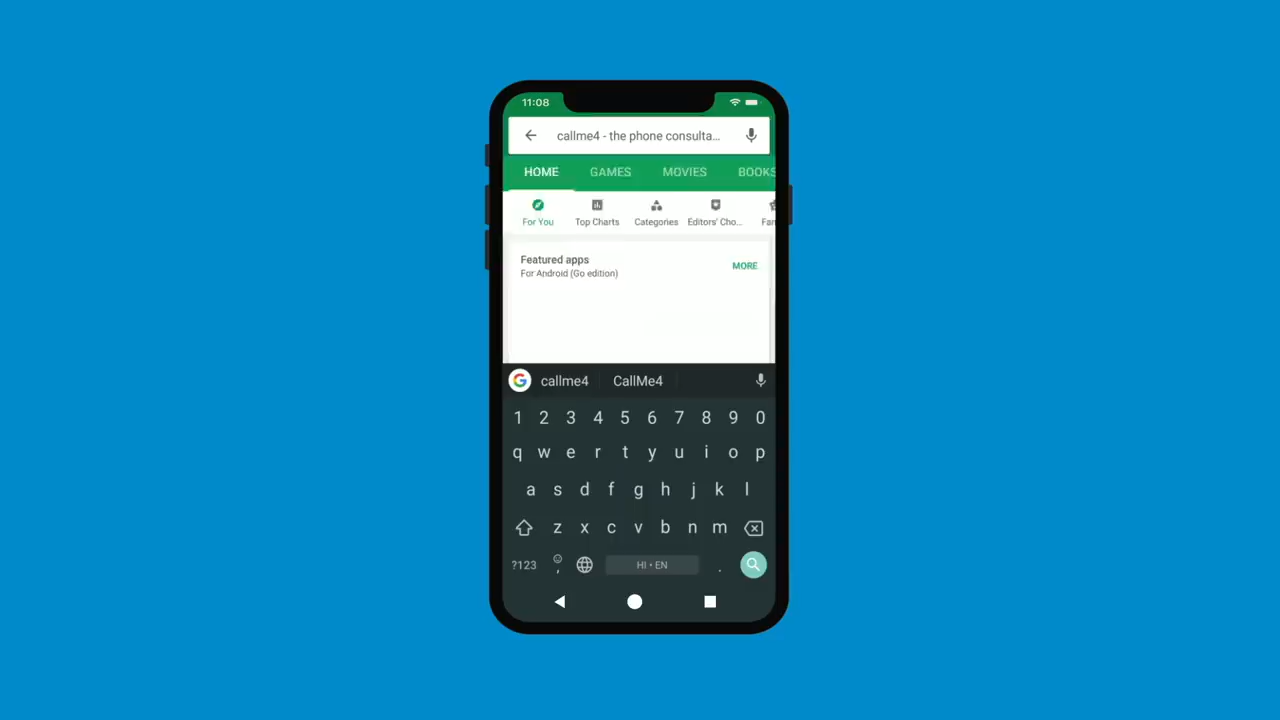 11:08
callme4 - the phone consulta...
HOME GAMES MOVIES BOOKS
For You Top Charts Categories Editors' Cho... Fam
Featured apps
For Android (Go edition)
MORE
callme4 CallMe4
1 2 3 4 5 6 7 8 9 0
q w e r t y u i o p
a s d f g h j k l
z x c v b n m
?123 , HI • EN .